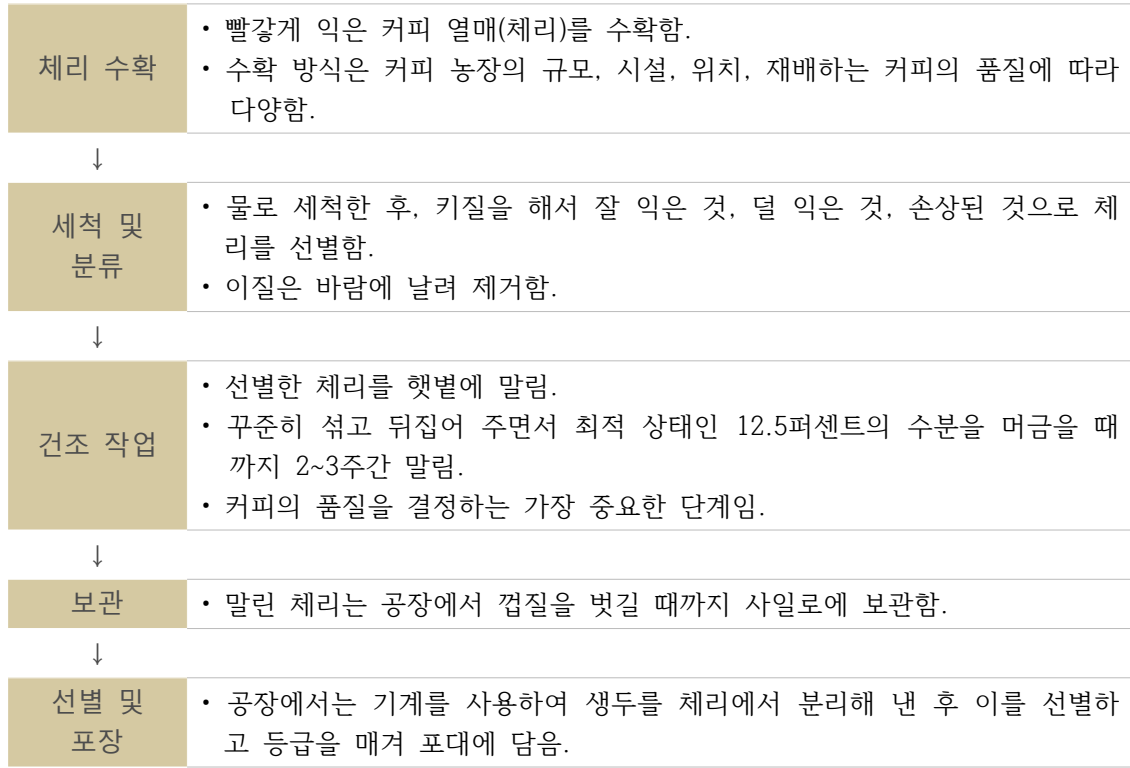 체리 수확
• 빨갛게 익은 커피 열매(체리)를 수확함.
• 수확 방식은 커피 농장의 규모, 시설, 위치, 재배하는 커피의 품질에 따라
다양함.
↓
세척 및
분류
• 물로 세척한 후, 키질을 해서 잘 익은 것, 덜 익은 것, 손상된 것으로 체
리를 선별함.
• 이질은 바람에 날려 제거함.
↓
건조 작업
• 선별한 체리를 햇볕에 말림.
• 꾸준히 섞고 뒤집어 주면서 최적 상태인 12.5퍼센트의 수분을 머금을 때
까지 2~3주간 말림.
• 커피의 품질을 결정하는 가장 중요한 단계임.
↓
보관
• 말린 체리는 공장에서 껍질을 벗길 때까지 사일로에 보관함.
↓
선별 및
포장
• 공장에서는 기계를 사용하여 생두를 체리에서 분리해 낸 후 이를 선별하
고 등급을 매겨 포대에 담음.